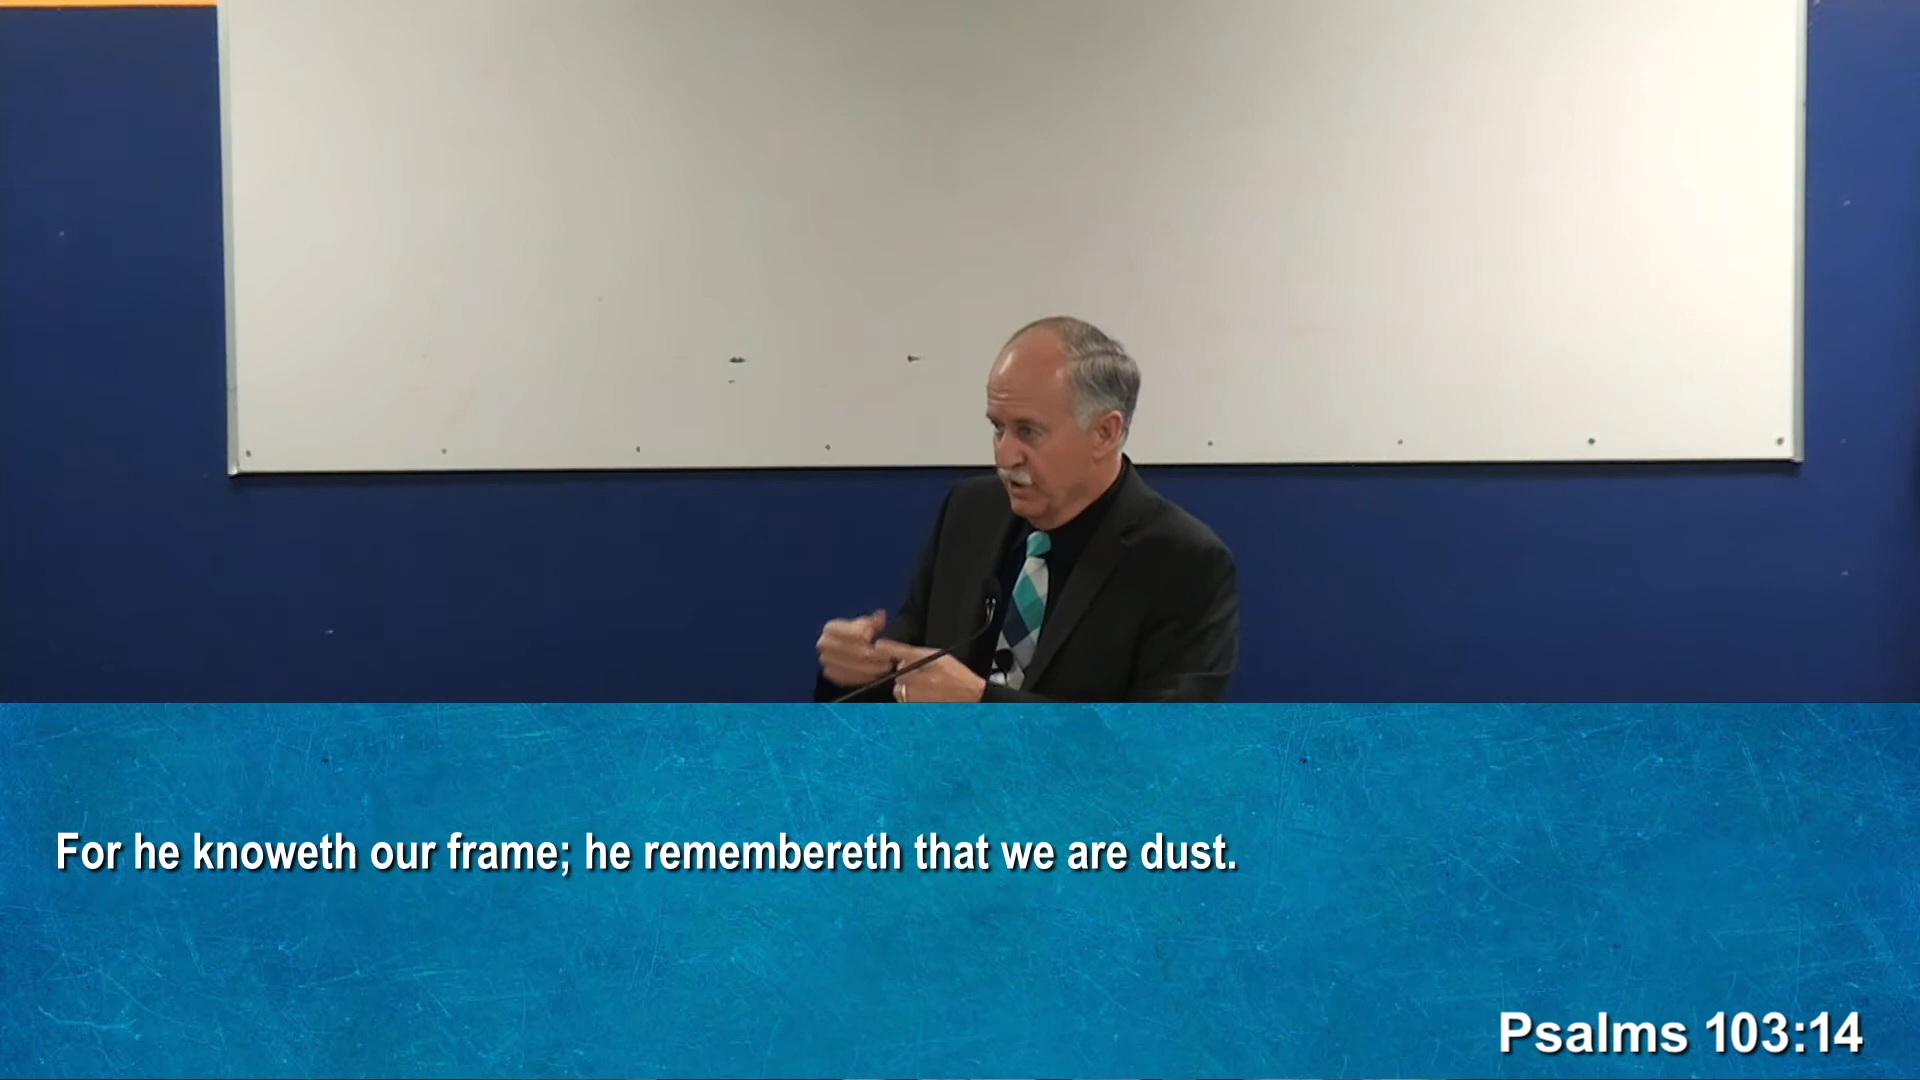 For he knoweth our frame; he remembereth that we are dust.
Psalms 103:14